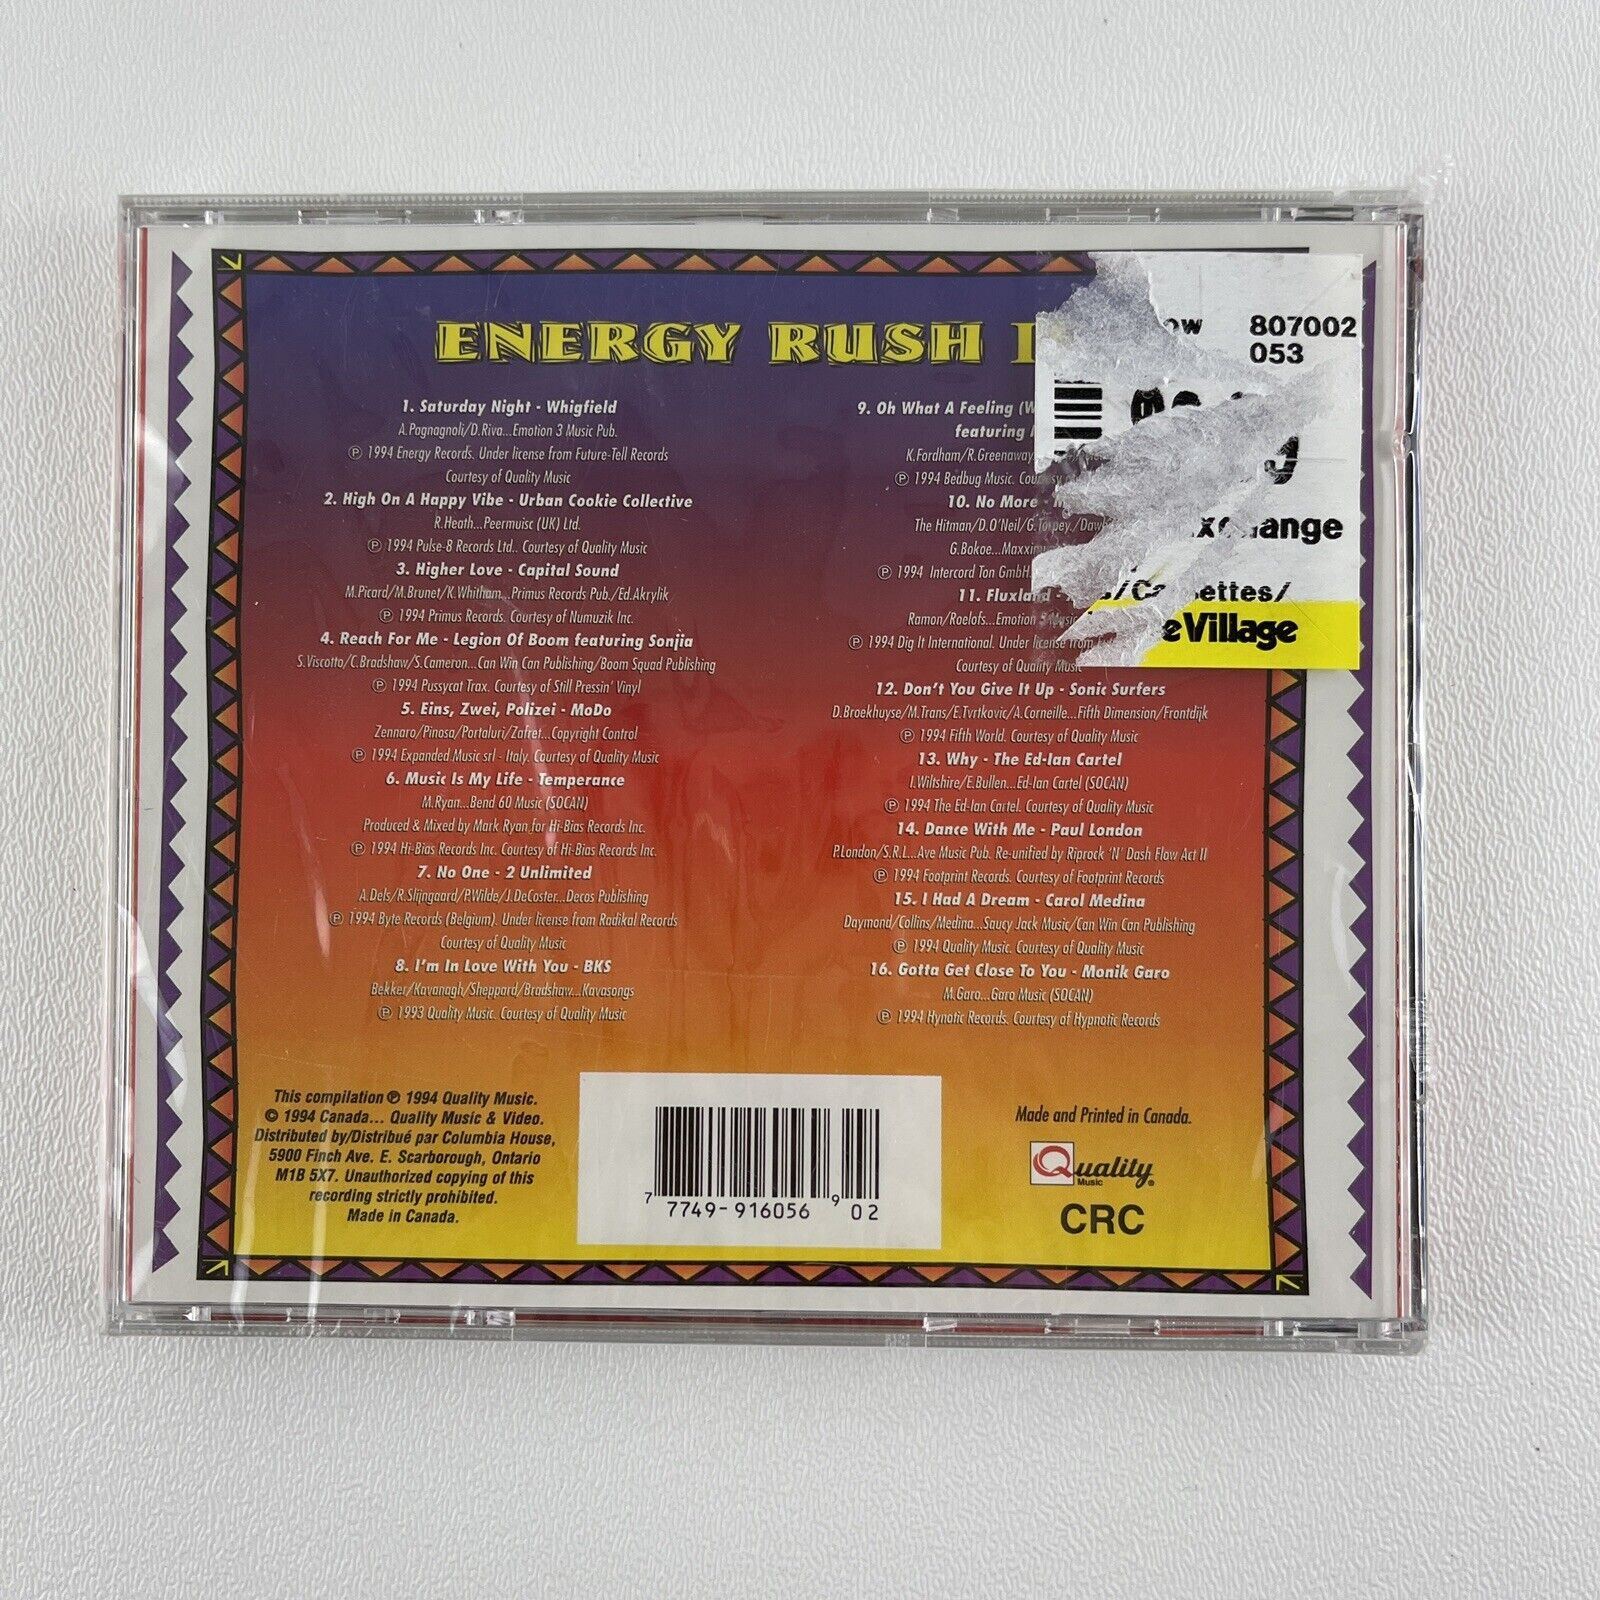 ENERGY RUSH
1. Saturday Night - Whigfield
A.Pagnagnoli/D.Riva...Emotion 3 Music Pub.
℗ 1994 Energy Records. Under license from Future-Tell Records
Courtesy of Quality Music
2. High On A Happy Vibe - Urban Cookie Collective
R.Heath...Peermuisc (UK) Ltd.
℗ 1994 Pulse-8 Records Ltd.. Courtesy of Quality Music
3. Higher Love - Capital Sound
M.Picard/M.Brunet/K.Whitham...Primus Records Pub./Ed.Akrylik
℗ 1994 Primus Records. Courtesy of Numuzik Inc.
4. Reach For Me - Legion Of Boom featuring Sonjia
S.Viscotto/C.Bradshaw/S.Cameron...Can Win Can Publishing/Boom Squad Publishing
℗ 1994 Pussycat Trax. Courtesy of Still Pressin' Vinyl
5. Eins, Zwei, Polizei - MoDo
Zennaro/Pinosa/Portaluri/Zafret...Copyright Control
℗ 1994 Expanded Music srl - Italy. Courtesy of Quality Music
6. Music Is My Life - Temperance
M.Ryan...Bend 60 Music (SOCAN)
Produced & Mixed by Mark Ryan for Hi-Bias Records Inc.
℗ 1994 Hi-Bias Records Inc. Courtesy of Hi-Bias Records Inc.
7. No One - 2 Unlimited
A.Dels/R.Slijngaard/P.Wilde/J.DeCoster...Decos Publishing
℗ 1994 Byte Records (Belgium). Under license from Radikal Records
Courtesy of Quality Music
8. I'm In Love With You - BKS
Bekker/Kavanagh/Sheppard/Bradshaw...Kavasongs
℗ 1993 Quality Music. Courtesy of Quality Music
9. Oh What A Feeling
featuring
K.Fordham/R.Greenaway
℗ 1994 Bedbug Music.
10. No More -
The Hitman/D.O'Neil/G.Torpey./
G.Bokoe...
℗ 1994 Intercord Ton GmbH.
11. Fluxland -
Ramon/Roelofs...Emotion
℗ 1994 Dig It International. Under license from
Courtesy of Quality Music
12. Don't You Give It Up - Sonic Surfers
D.Broekhuyse/M.Trans/E.Tvrtkovic/A.Corneille...Fifth Dimension/Frontdijk
℗ 1994 Fifth World. Courtesy of Quality Music
13. Why - The Ed-Ian Cartel
I.Wiltshire/E.Bullen... Ed-Ian Cartel (SOCAN)
℗ 1994 The Ed-Ian Cartel. Courtesy of Quality Music
14. Dance With Me - Paul London
P.London/S.R.L...Ave Music Pub. Re-unified by Riprock 'N' Dash Flow Act II
℗ 1994 Footprint Records. Courtesy of Footprint Records
15. I Had A Dream - Carol Medina
Daymond/Collins/Medina...Saucy Jack Music/Can Win Can Publishing
℗ 1994 Quality Music. Courtesy of Quality Music
16. Gotta Get Close To You - Monik Garo
M.Garo...Garo Music (SOCAN)
℗ 1994 Hynotic Records. Courtesy of Hypnotic Records
807002
053
Village
This compilation ℗ 1994 Quality Music.
© 1994 Canada... Quality Music & Video.
Distributed by/Distribué par Columbia House,
5900 Finch Ave. E. Scarborough, Ontario
M1B 5X7. Unauthorized copying of this
recording strictly prohibited.
Made in Canada.
7 7749-916056 9 02
Made and Printed in Canada.
Quality
Music
CRC